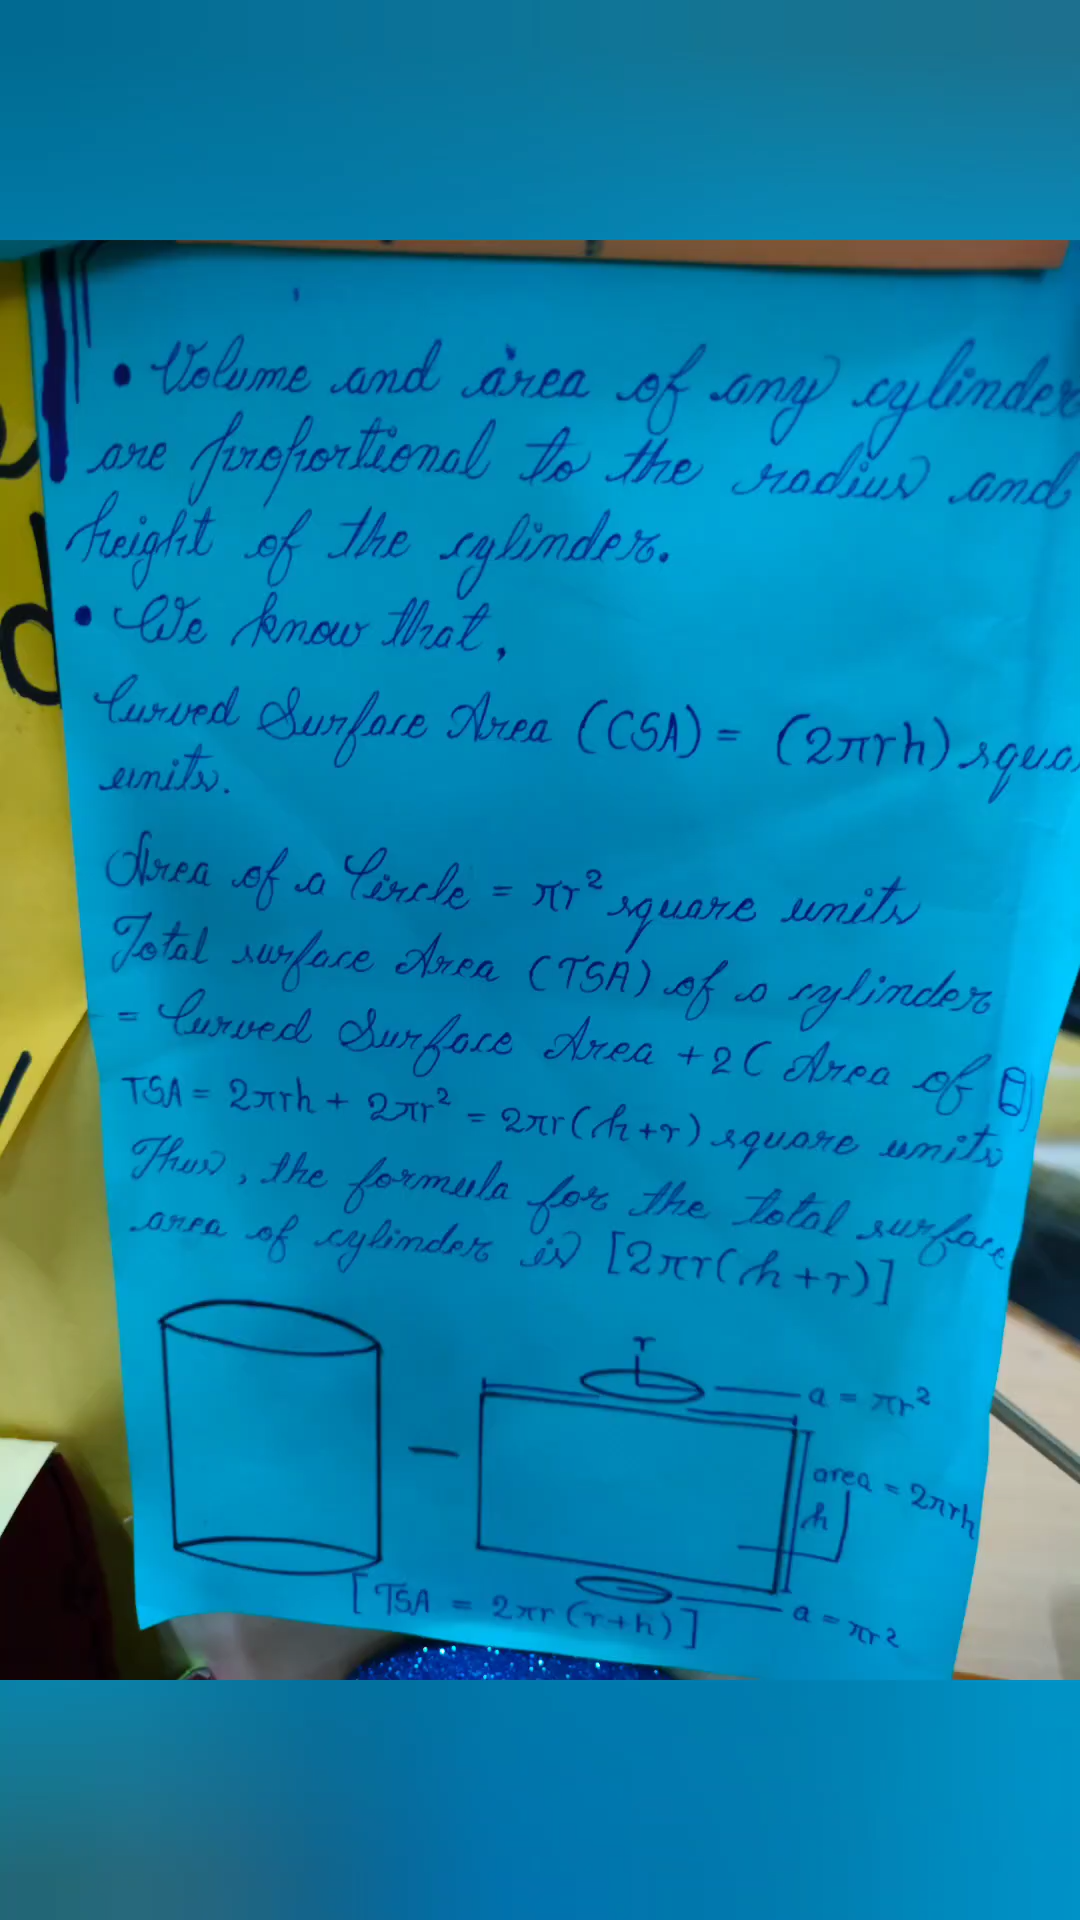 • Volume and area of any cylinder
are proportional to the radius and
height of the cylinder.
• We know that,
Curved Surface Area (CSA) = (2πrh) squa
units.
Area of a Circle = πr² square units
Total surface Area (TSA) of a cylinder
= Curved Surface Area + 2( Area of )
TSA = 2πrh + 2πr² = 2πr(h+r) square units
Thus, the formula for the total surface
area of cylinder is [2πr(h+r)]
r
a = πr²
area = 2πrh
h
a = πr²
[TSA = 2πr(r+h)]